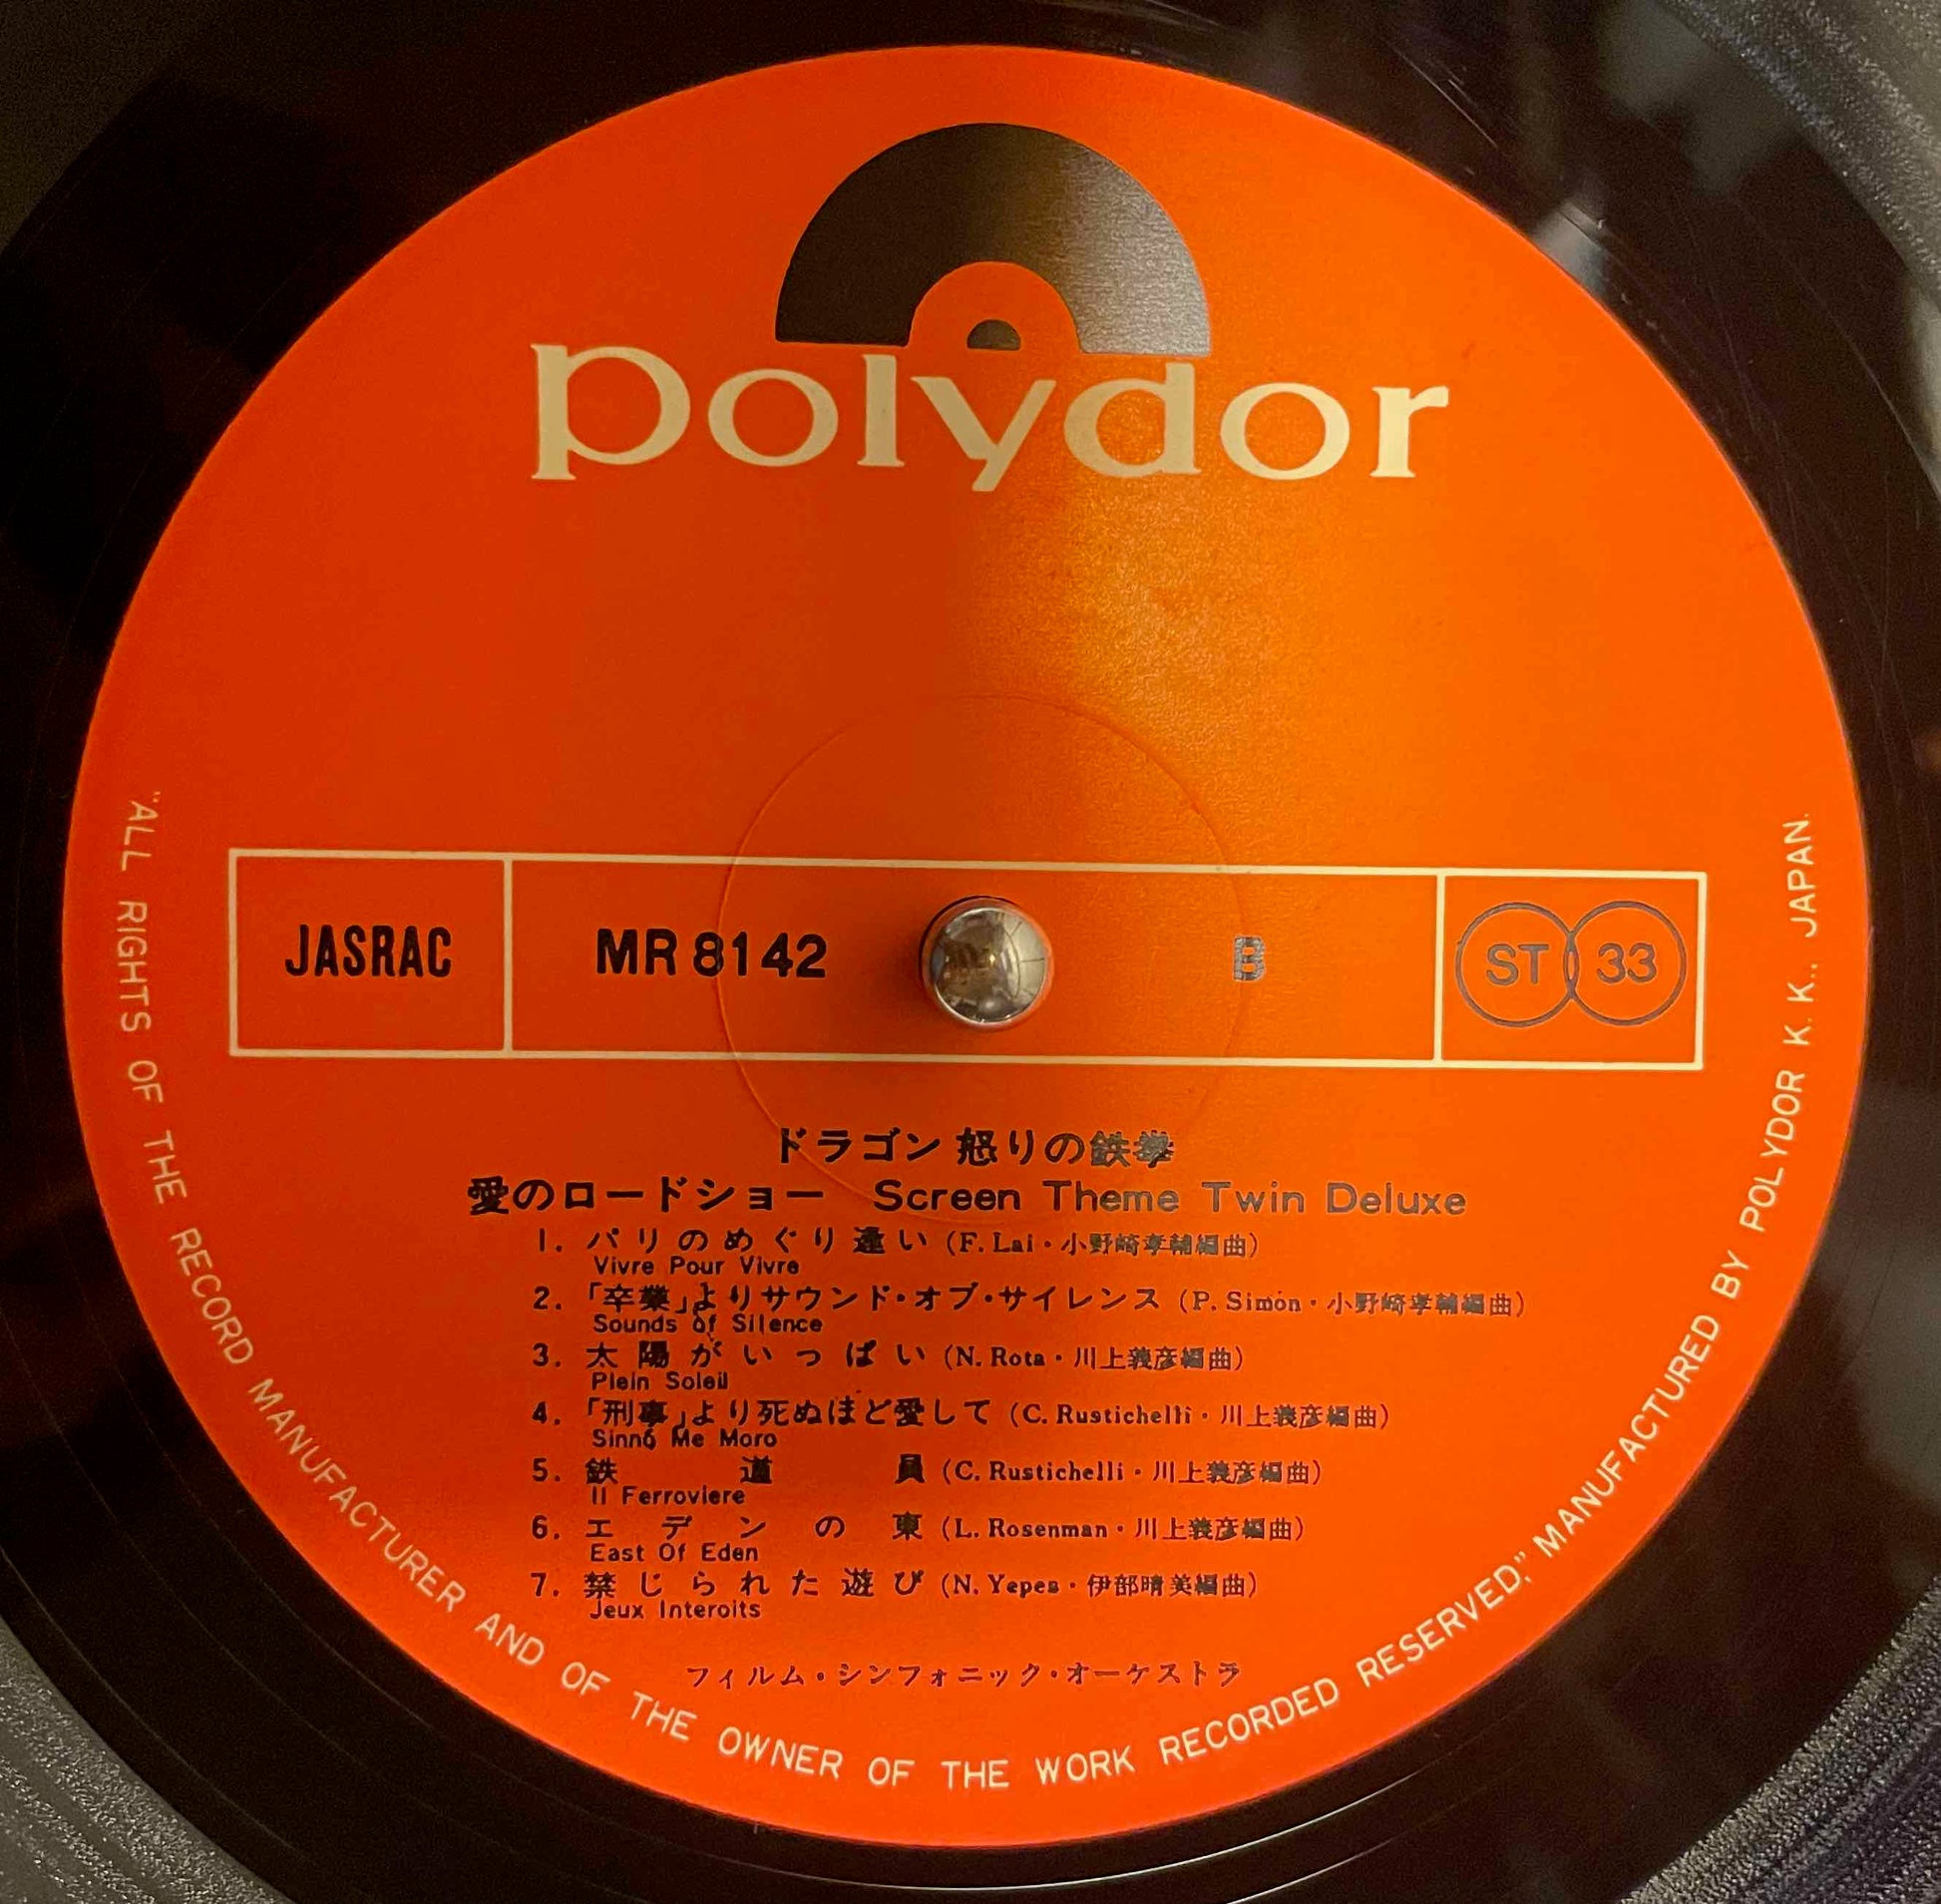 polydor
JASRAC
MR 8142
B
ST 33
ドラゴン 怒りの鉄拳
愛のロードショー Screen Theme Twin Deluxe
1. パリのめぐり逢い (F. Lai・小野崎孝輔編曲)
Vivre Pour Vivre
2. 「卒業」よりサウンド・オブ・サイレンス (P. Simon・小野崎孝輔編曲)
Sounds of Silence
3. 太陽がいっぱい (N. Rota・川上義彦編曲)
Plein Soleil
4. 「刑事」より死ぬほど愛して (C. Rustichelli・川上義彦編曲)
Sinnó Me Moro
5. 鉄道員 (C. Rustichelli・川上義彦編曲)
Il Ferroviere
6. エデンの東 (L. Rosenman・川上義彦編曲)
East Of Eden
7. 禁じられた遊び (N. Yepes・伊部晴美編曲)
Jeux Interoits
フィルム・シンフォニック・オーケストラ
"ALL RIGHTS OF THE RECORD MANUFACTURER AND OF THE OWNER OF THE WORK RECORDED RESERVED," MANUFACTURED BY POLYDOR K. K., JAPAN.